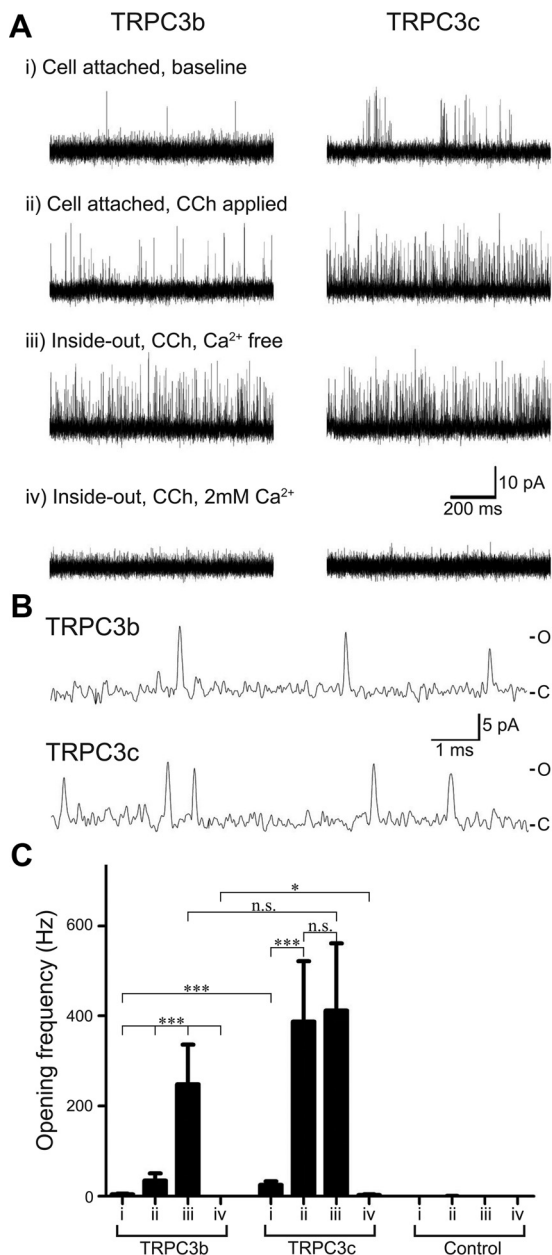 A
TRPC3b TRPC3c
i) Cell attached, baseline
ii) Cell attached, CCh applied
iii) Inside-out, CCh, Ca²⁺ free
iv) Inside-out, CCh, 2mM Ca²⁺
10 pA
200 ms
B
TRPC3b
-O
-C
5 pA
1 ms
TRPC3c
-O
-C
C
Opening frequency (Hz)
*
n.s.
n.s.
***
***
***
600
400
200
0
i ii iii iv i ii iii iv i ii iii iv
TRPC3b TRPC3c Control